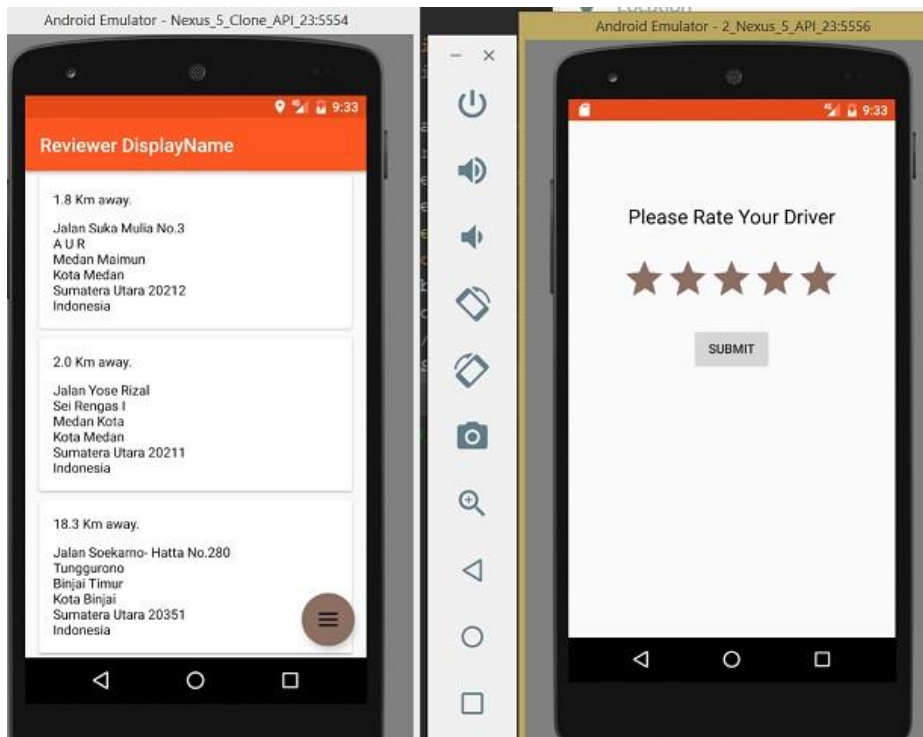 Android Emulator - Nexus_5_Clone_API_23:5554
9:33
Reviewer DisplayName
1.8 Km away.
Jalan Suka Mulia No.3
A U R
Medan Maimun
Kota Medan
Sumatera Utara 20212
Indonesia
2.0 Km away.
Jalan Yose Rizal
Sei Rengas I
Medan Kota
Kota Medan
Sumatera Utara 20211
Indonesia
18.3 Km away.
Jalan Soekarno- Hatta No.280
Tunggurono
Binjai Timur
Kota Binjai
Sumatera Utara 20351
Indonesia
Location
Android Emulator - 2_Nexus_5_API_23:5556
9:33
Please Rate Your Driver
SUBMIT